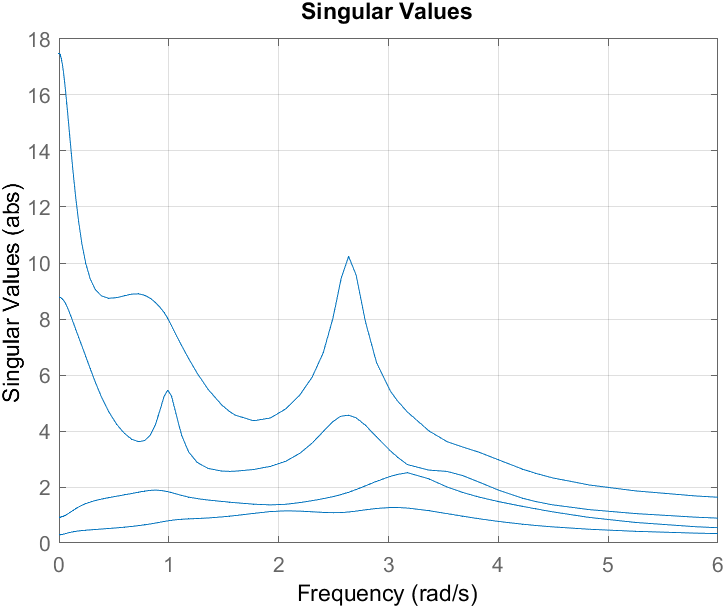 Singular Values
Singular Values (abs)
18
16
14
12
10
8
6
4
2
0
0 1 2 3 4 5 6
Frequency (rad/s)